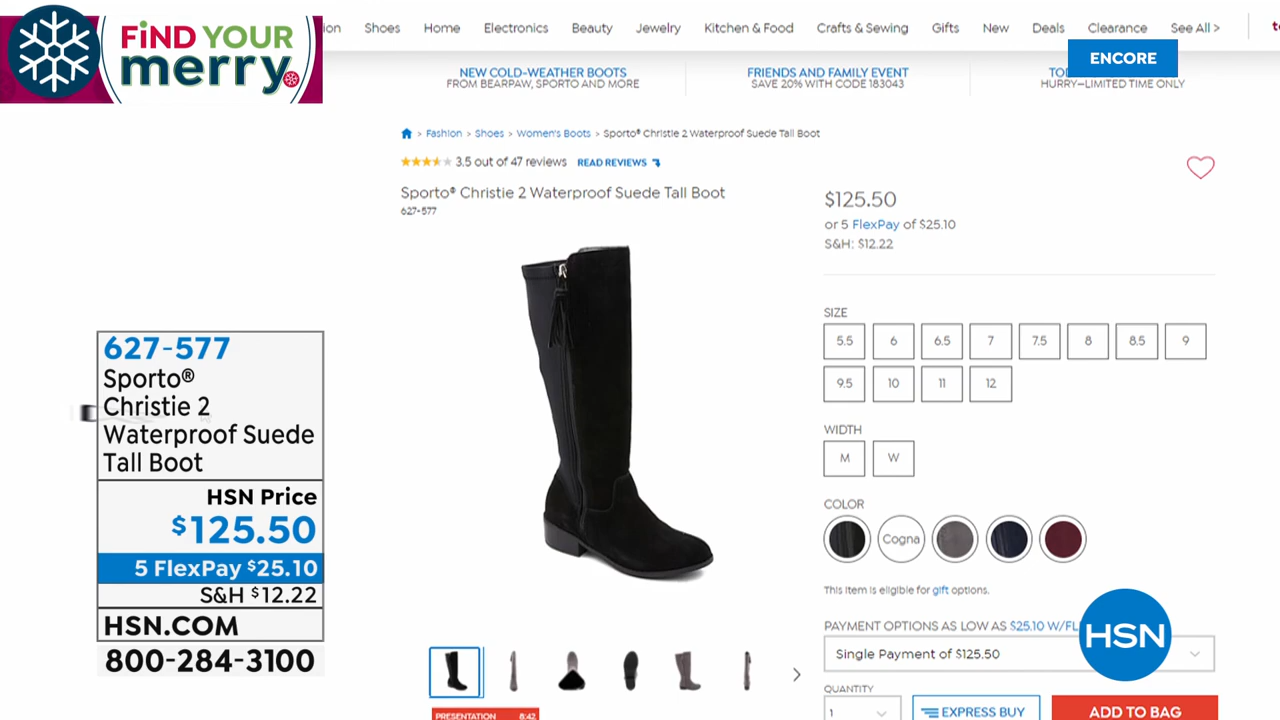 FiND YOUR
merry.
ion Shoes Home Electronics Beauty Jewelry Kitchen & Food Crafts & Sewing Gifts New Deals Clearance See All >
ENCORE
NEW COLD-WEATHER BOOTS
FROM BEARPAW, SPORTO AND MORE
FRIENDS AND FAMILY EVENT
SAVE 20% WITH CODE 183043
HURRY—LIMITED TIME ONLY
> Fashion > Shoes > Women's Boots > Sporto® Christie 2 Waterproof Suede Tall Boot
3.5 out of 47 reviews READ REVIEWS
Sporto® Christie 2 Waterproof Suede Tall Boot
627-577
$125.50
or 5 FlexPay of $25.10
S&H: $12.22
SIZE
5.5 6 6.5 7 7.5 8 8.5 9
9.5 10 11 12
WIDTH
M W
COLOR
Cogna
This item is eligible for gift options.
PAYMENT OPTIONS AS LOW AS $25.10 W/FL
Single Payment of $125.50
QUANTITY
1
EXPRESS BUY
ADD TO BAG
HSN
PRESENTATION 8:42
627-577
Sporto®
Christie 2
Waterproof Suede
Tall Boot
HSN Price
$125.50
5 FlexPay $25.10
S&H $12.22
HSN.COM
800-284-3100